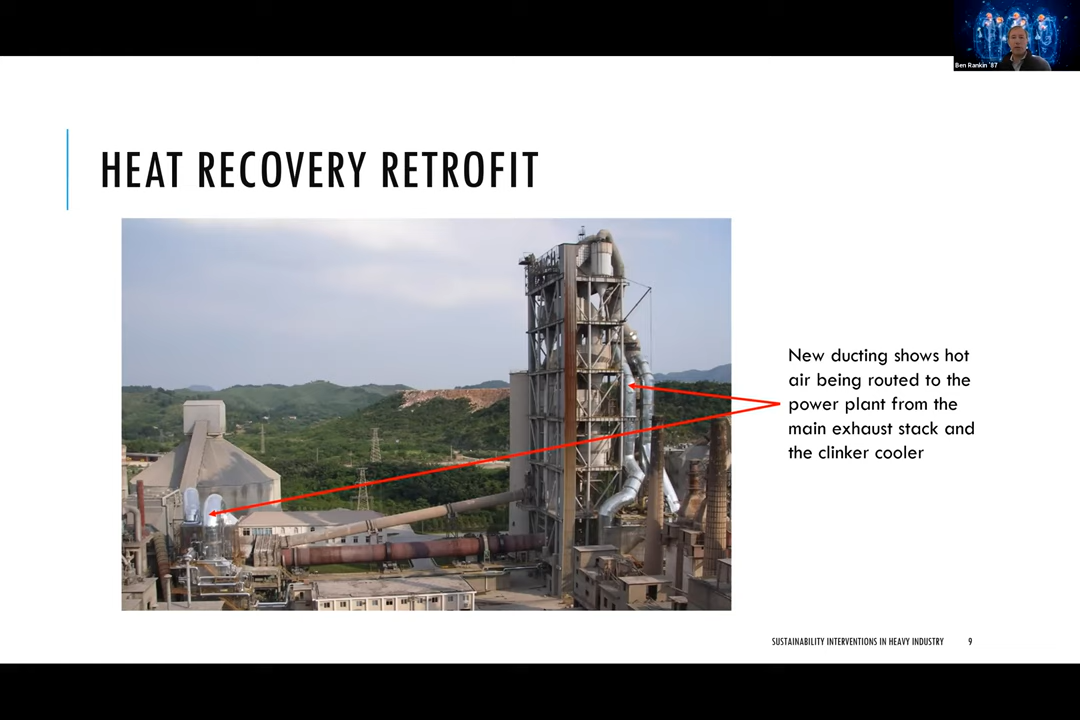 Ben Rankin '87
HEAT RECOVERY RETROFIT
New ducting shows hot
air being routed to the
power plant from the
main exhaust stack and
the clinker cooler
SUSTAINABILITY INTERVENTIONS IN HEAVY INDUSTRY 9